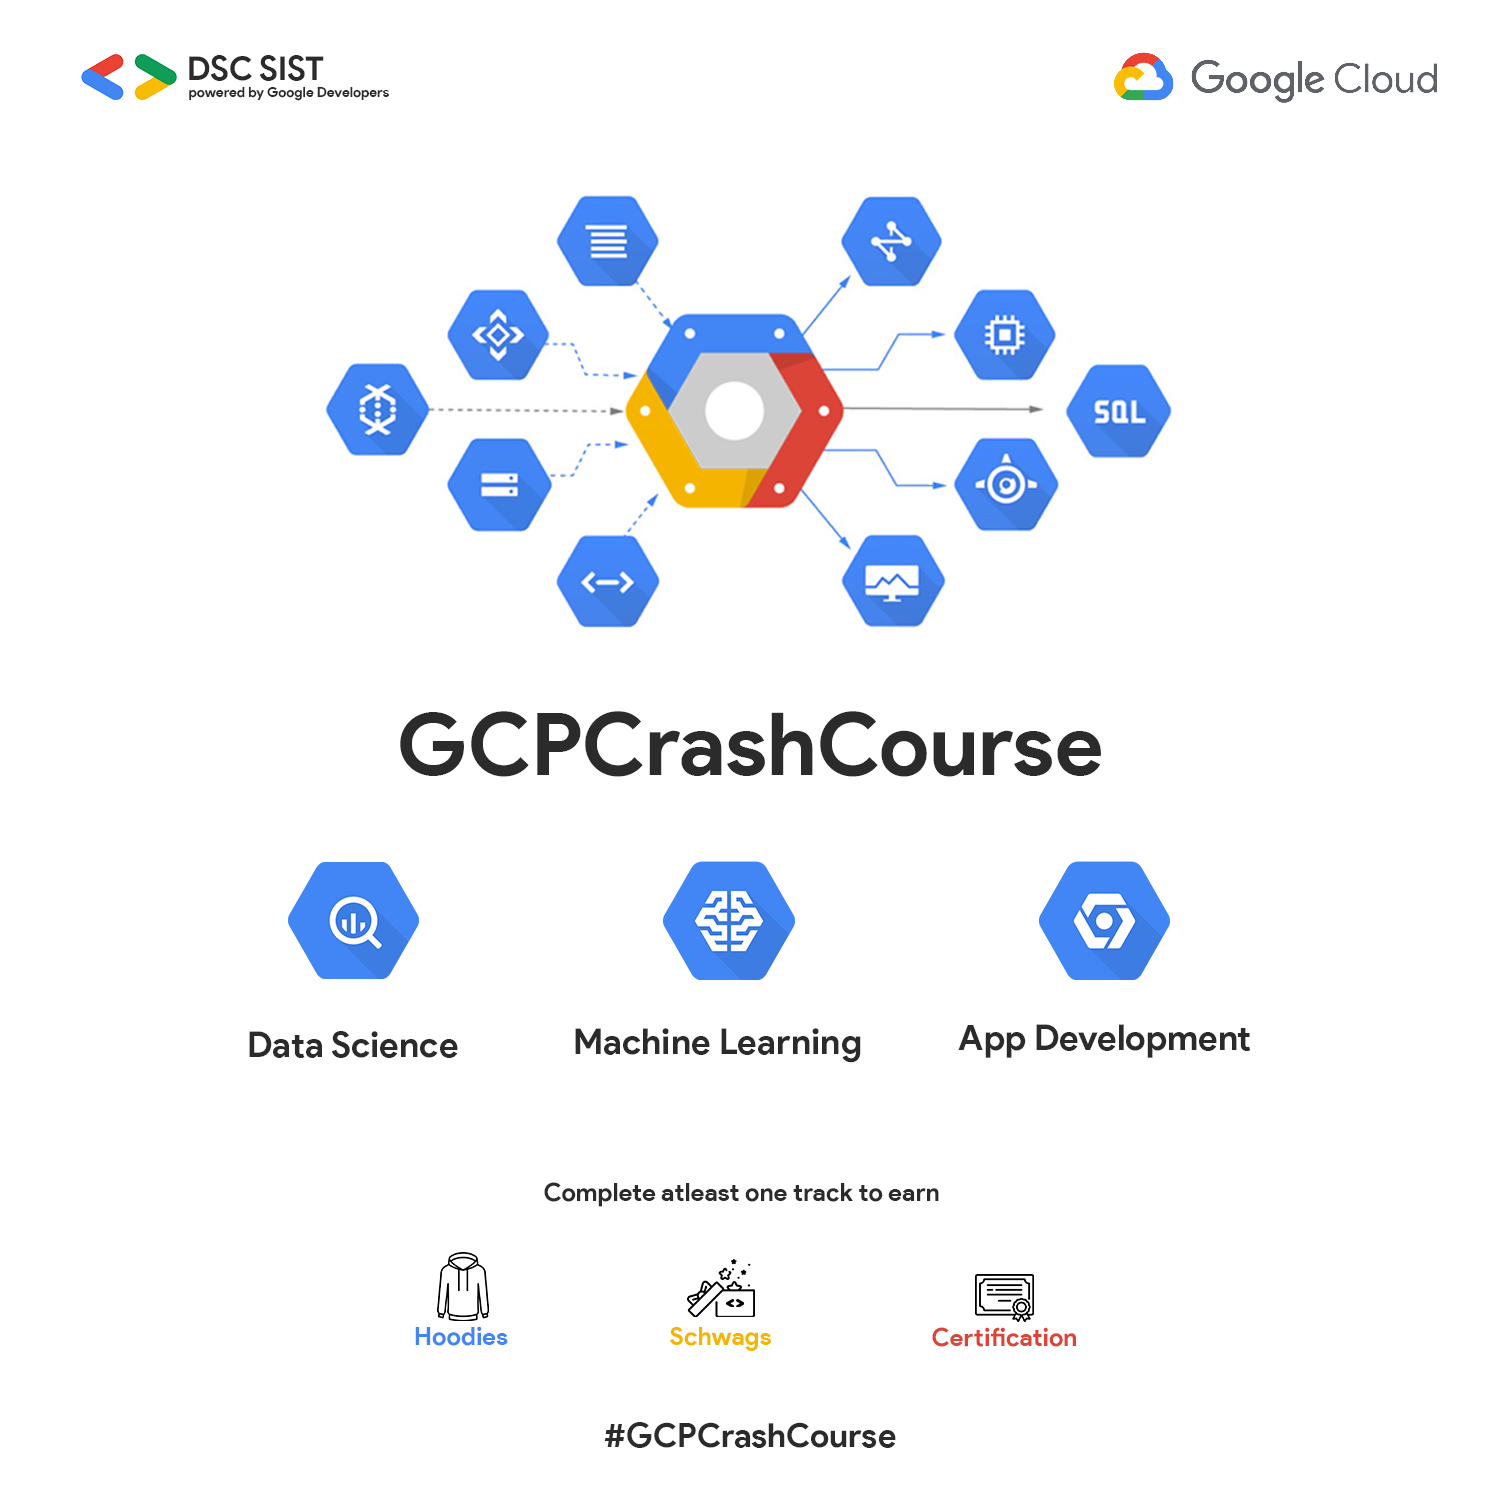 DSC SIST
powered by Google Developers
Google Cloud
SQL
GCPCrashCourse
Data Science
Machine Learning
App Development
Complete atleast one track to earn
Hoodies
Schwags
Certification
#GCPCrashCourse